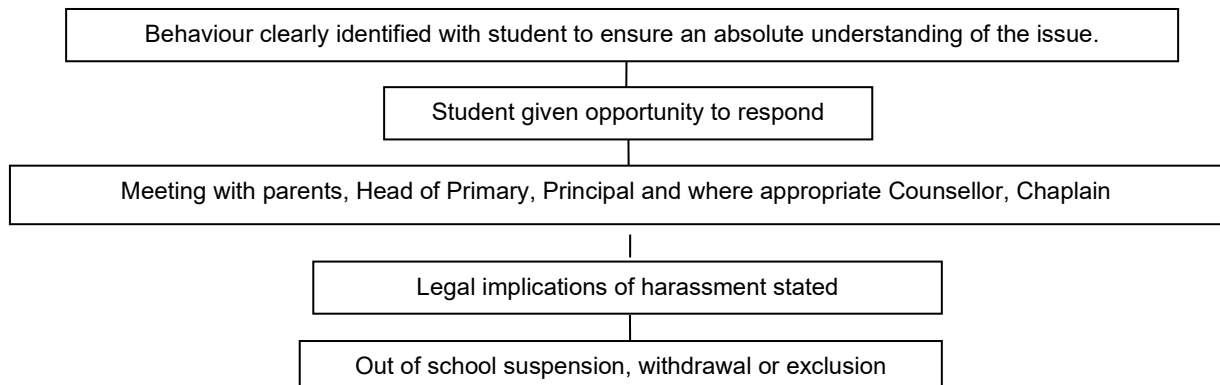 Behaviour clearly identified with student to ensure an absolute understanding of the issue.
Student given opportunity to respond
Meeting with parents, Head of Primary, Principal and where appropriate Counsellor, Chaplain
Legal implications of harassment stated
Out of school suspension, withdrawal or exclusion